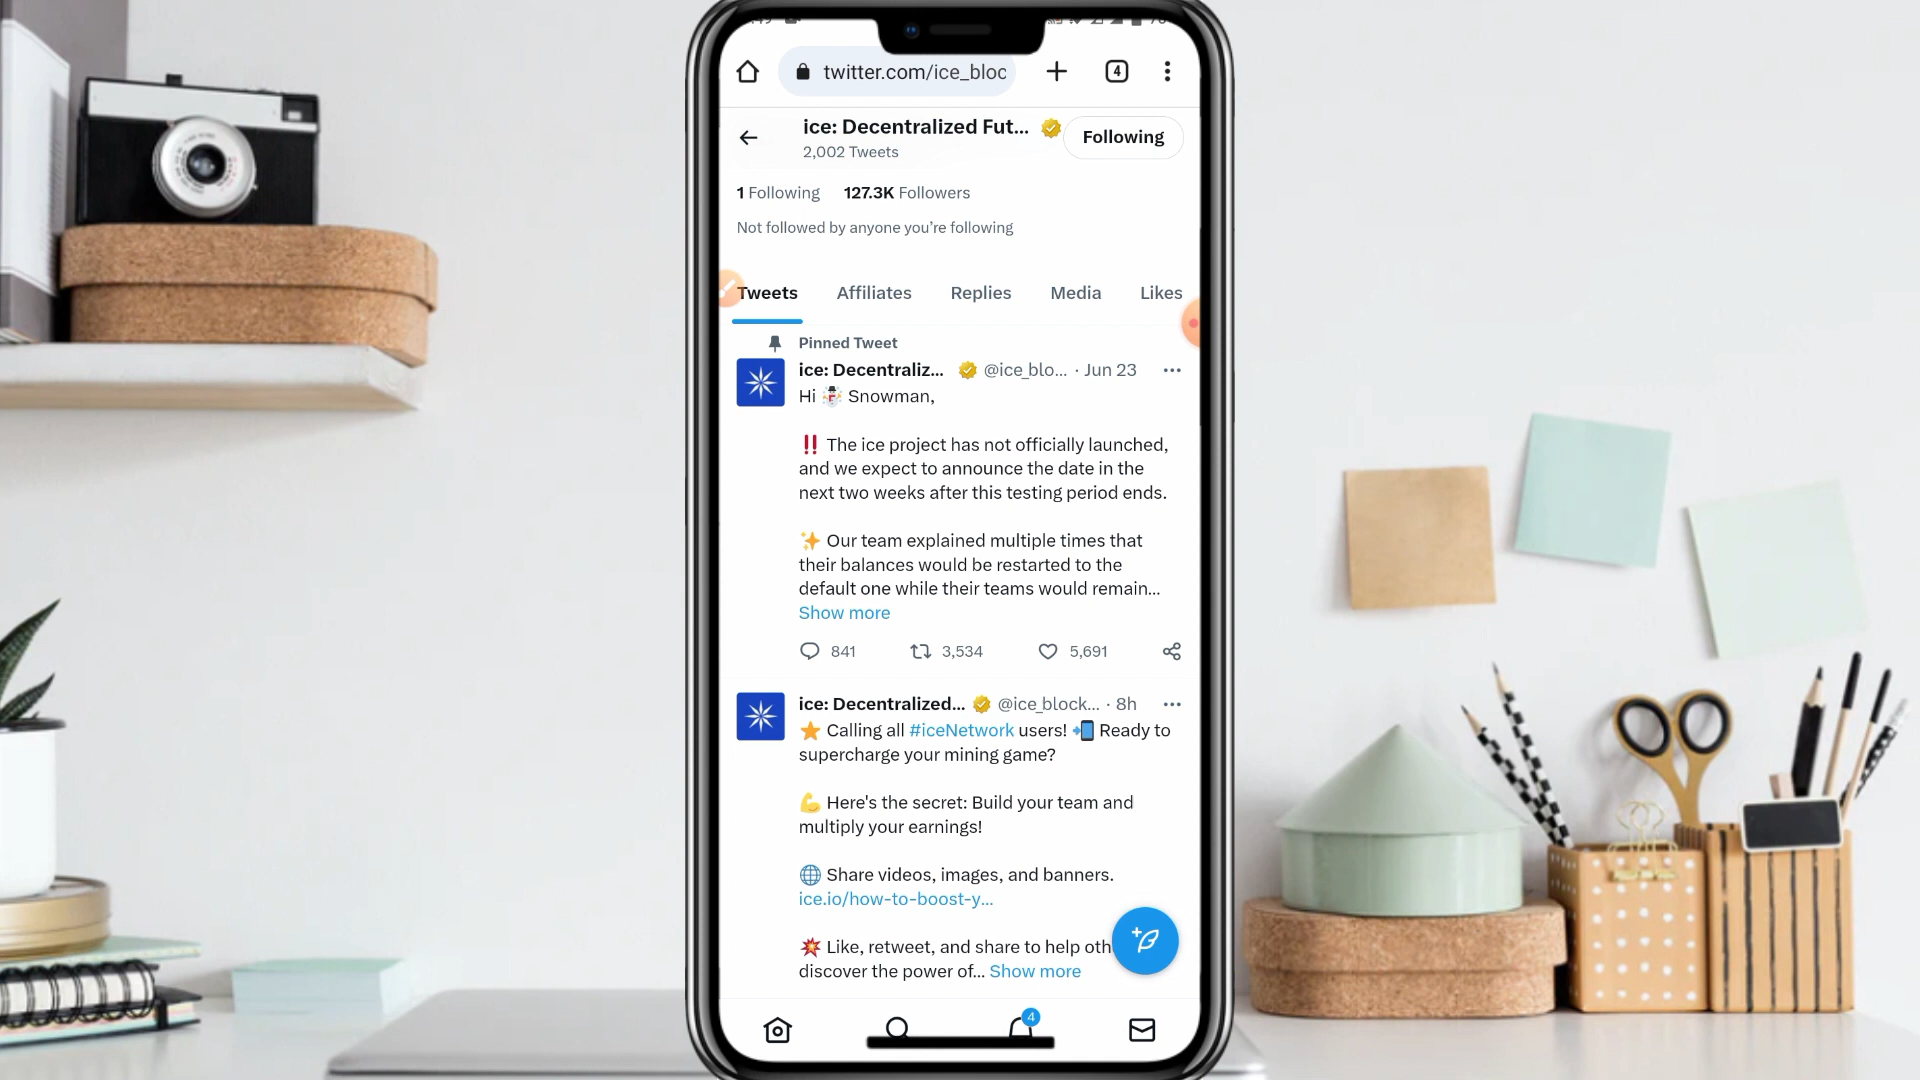 twitter.com/ice_bloc
4
ice: Decentralized Fut...
2,002 Tweets
Following
1 Following 127.3K Followers
Not followed by anyone you're following
Tweets Affiliates Replies Media Likes
Pinned Tweet
ice: Decentraliz... @ice_blo... · Jun 23
Hi ☃️ Snowman,
‼️ The ice project has not officially launched,
and we expect to announce the date in the
next two weeks after this testing period ends.
✨ Our team explained multiple times that
their balances would be restarted to the
default one while their teams would remain...
Show more
841 3,534 5,691
ice: Decentralized... @ice_block... · 8h
⭐ Calling all #iceNetwork users! 📲 Ready to
supercharge your mining game?
💪 Here's the secret: Build your team and
multiply your earnings!
🌐 Share videos, images, and banners.
ice.io/how-to-boost-y...
💥 Like, retweet, and share to help oth
discover the power of... Show more
4